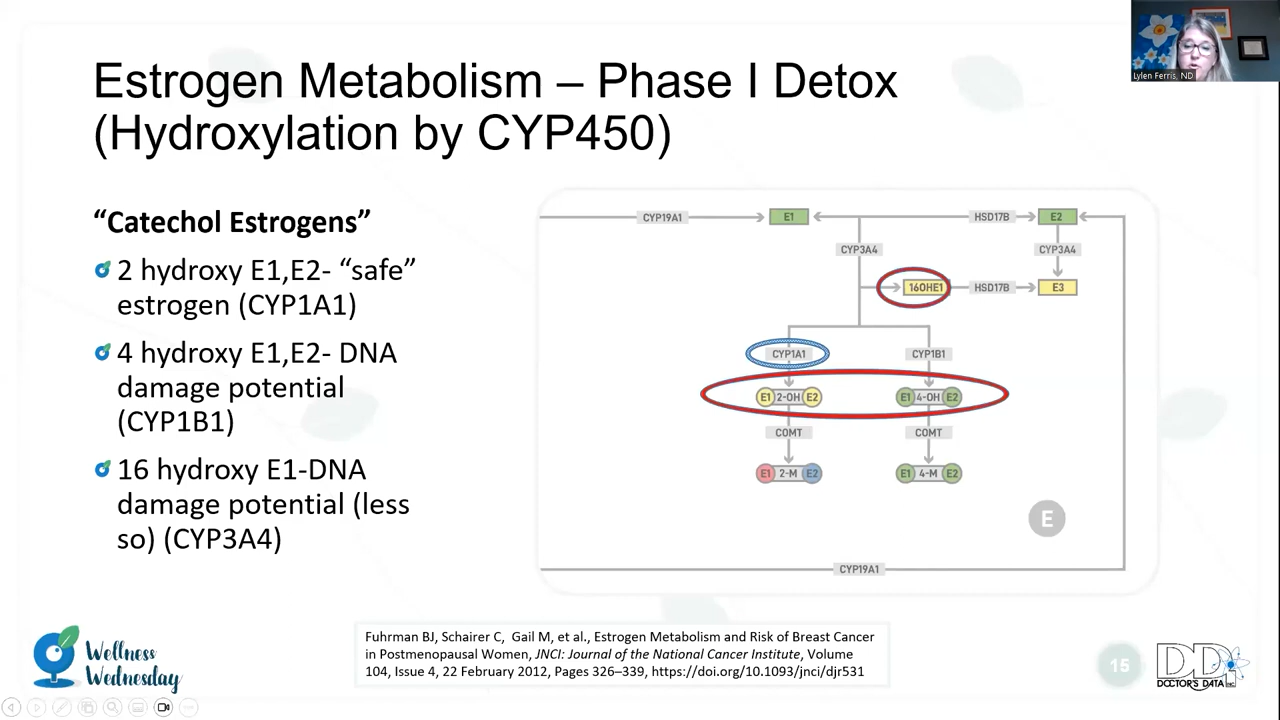 Lylen Ferris, ND
Estrogen Metabolism – Phase I Detox
(Hydroxylation by CYP450)
“Catechol Estrogens”
2 hydroxy E1,E2- “safe”
estrogen (CYP1A1)
4 hydroxy E1,E2- DNA
damage potential
(CYP1B1)
16 hydroxy E1-DNA
damage potential (less
so) (CYP3A4)
CYP19A1 E1 HSD17B E2
CYP3A4 CYP3A4
16OHE1 HSD17B E3
CYP1A1 CYP1B1
E1 2-OH E2 E1 4-OH E2
COMT COMT
E1 2-M E2 E1 4-M E2
E
CYP19A1
Fuhrman BJ, Schairer C, Gail M, et al., Estrogen Metabolism and Risk of Breast Cancer
in Postmenopausal Women, JNCI: Journal of the National Cancer Institute, Volume
104, Issue 4, 22 February 2012, Pages 326–339, https://doi.org/10.1093/jnci/djr531
Wellness
Wednesday
15
DD
DOCTOR'S DATA INC